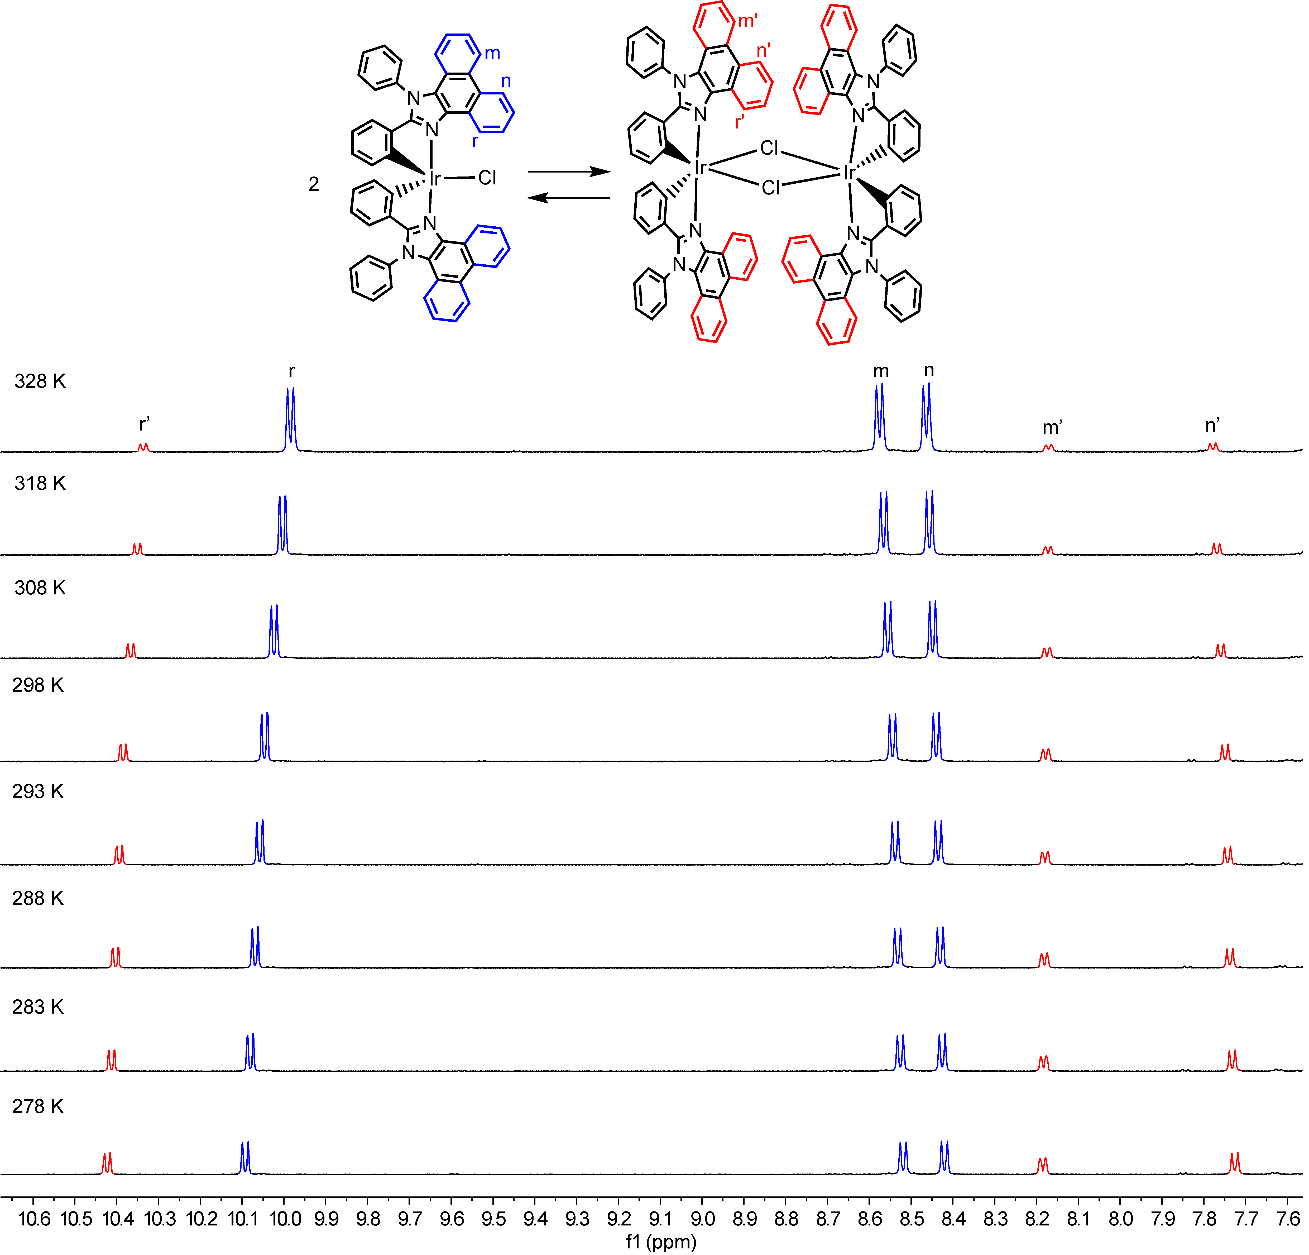 m
n
N
N
r
2
Ir
Cl
N
N
m'
n'
N
N
r'
N
N
Cl
Ir
Ir
Cl
N
N
N
N
328 K
r'
r
m
n
m'
n'
318 K
308 K
298 K
293 K
288 K
283 K
278 K
10.6 10.5 10.4 10.3 10.2 10.1 10.0 9.9 9.8 9.7 9.6 9.5 9.4 9.3 9.2 9.1 9.0 8.9 8.8 8.7 8.6 8.5 8.4 8.3 8.2 8.1 8.0 7.9 7.8 7.7 7.6
f1 (ppm)